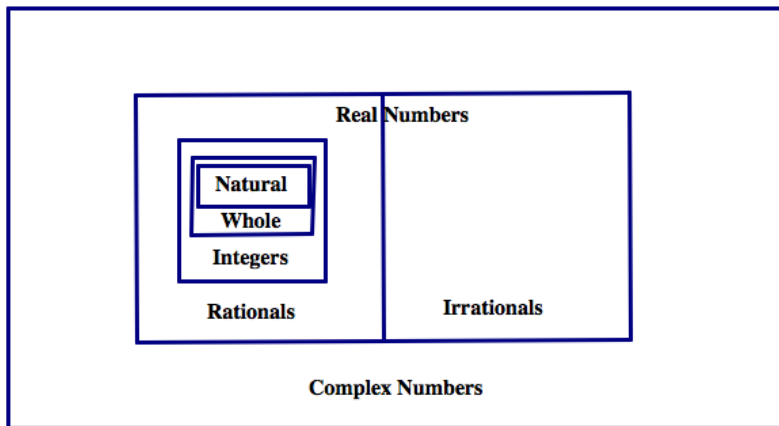 Real Numbers
Natural
Whole
Integers
Rationals
Irrationals
Complex Numbers